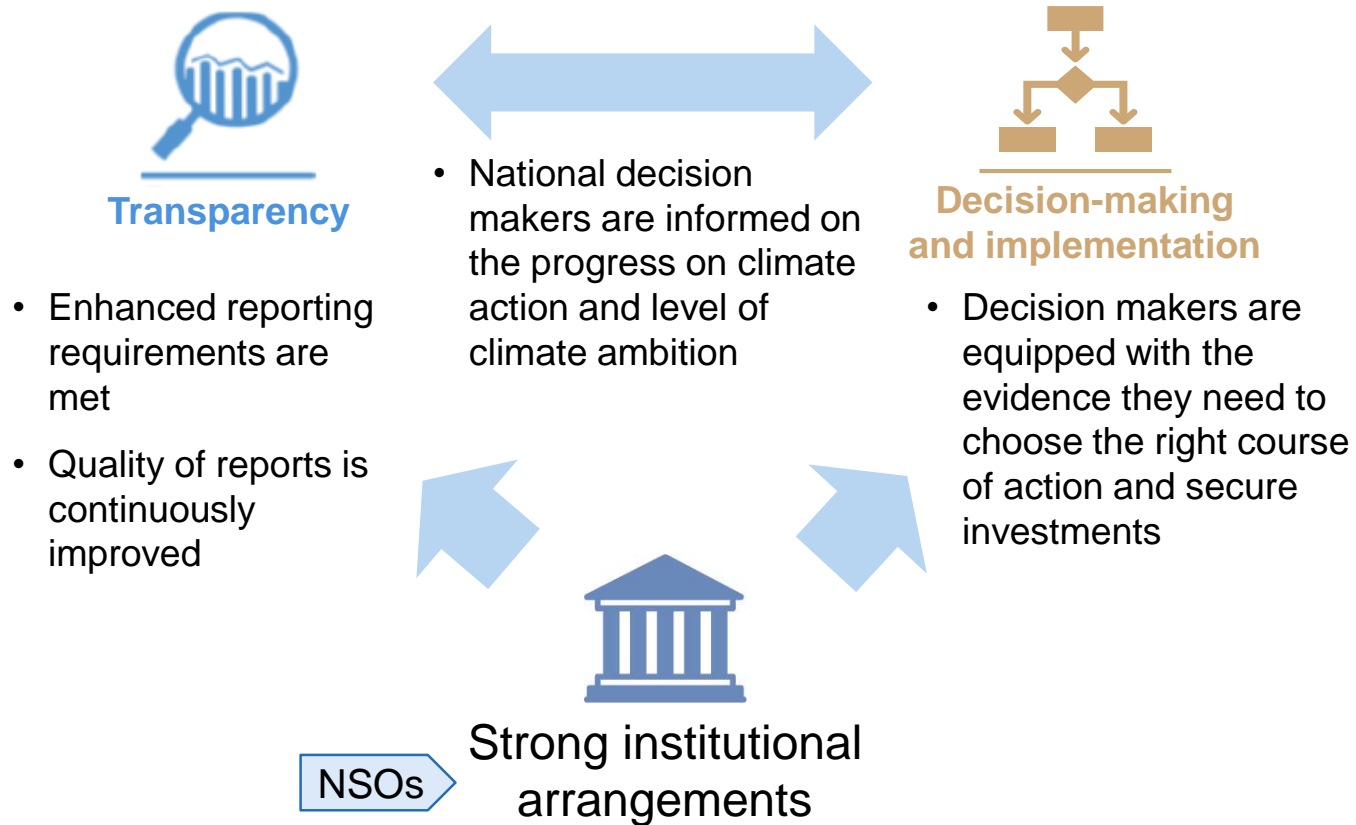 Transparency
• Enhanced reporting
requirements are
met
• Quality of reports is
continuously
improved
• National decision
makers are informed on
the progress on climate
action and level of
climate ambition
Decision-making
and implementation
• Decision makers are
equipped with the
evidence they need to
choose the right course
of action and secure
investments
NSOs
Strong institutional
arrangements